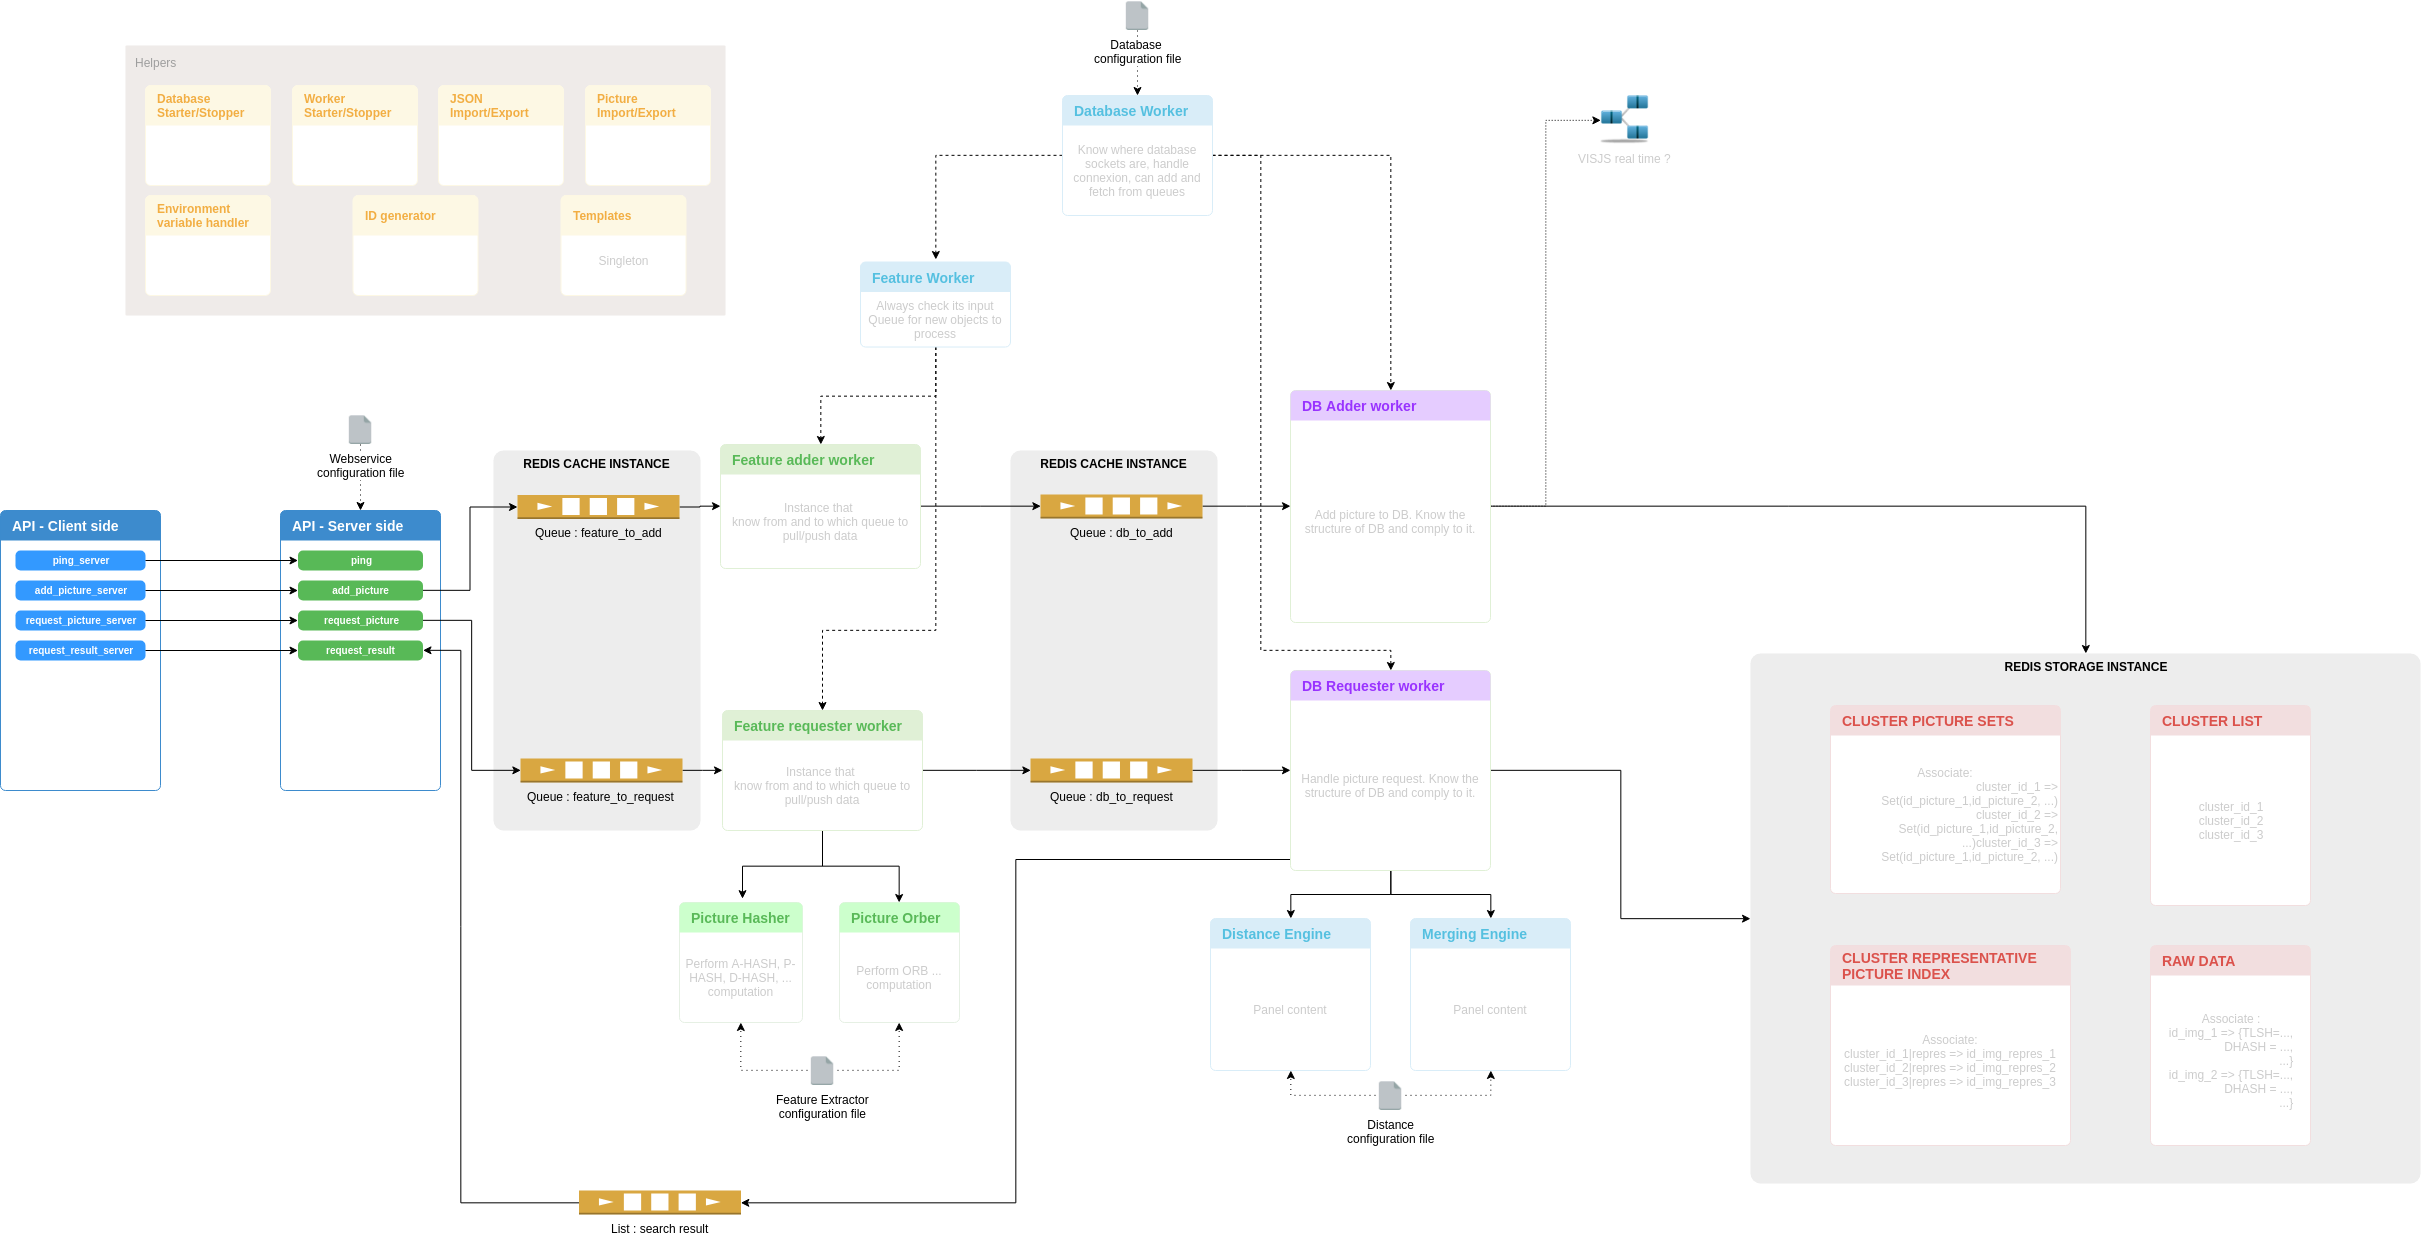 Database
configuration file
Helpers
Database
Starter/Stopper
Worker
Starter/Stopper
JSON
Import/Export
Picture
Import/Export
Environment
variable handler
ID generator
Templates
Singleton
Database Worker
Know where database
sockets are, handle
connexion, can add and
fetch from queues
VISJS real time ?
Feature Worker
Always check its input
Queue for new objects to
process
Webservice
configuration file
API - Client side
ping_server
add_picture_server
request_picture_server
request_result_server
API - Server side
ping
add_picture
request_picture
request_result
REDIS CACHE INSTANCE
Queue : feature_to_add
Queue : feature_to_request
Feature adder worker
Instance that
know from and to which queue to
pull/push data
Feature requester worker
Instance that
know from and to which queue to
pull/push data
REDIS CACHE INSTANCE
Queue : db_to_add
Queue : db_to_request
DB Adder worker
Add picture to DB. Know the
structure of DB and comply to it.
DB Requester worker
Handle picture request. Know the
structure of DB and comply to it.
Picture Hasher
Perform A-HASH, P-
HASH, D-HASH, ...
computation
Picture Orber
Perform ORB ...
computation
Feature Extractor
configuration file
Distance Engine
Panel content
Merging Engine
Panel content
Distance
configuration file
List : search result
REDIS STORAGE INSTANCE
CLUSTER PICTURE SETS
Associate:
cluster_id_1 =>
Set(id_picture_1,id_picture_2, ...)
cluster_id_2 =>
Set(id_picture_1,id_picture_2,
...)cluster_id_3 =>
Set(id_picture_1,id_picture_2, ...)
CLUSTER LIST
cluster_id_1
cluster_id_2
cluster_id_3
CLUSTER REPRESENTATIVE
PICTURE INDEX
Associate:
cluster_id_1|repres => id_img_repres_1
cluster_id_2|repres => id_img_repres_2
cluster_id_3|repres => id_img_repres_3
RAW DATA
Associate :
id_img_1 => {TLSH=...,
DHASH = ...,
...}
id_img_2 => {TLSH=...,
DHASH = ...,
...}